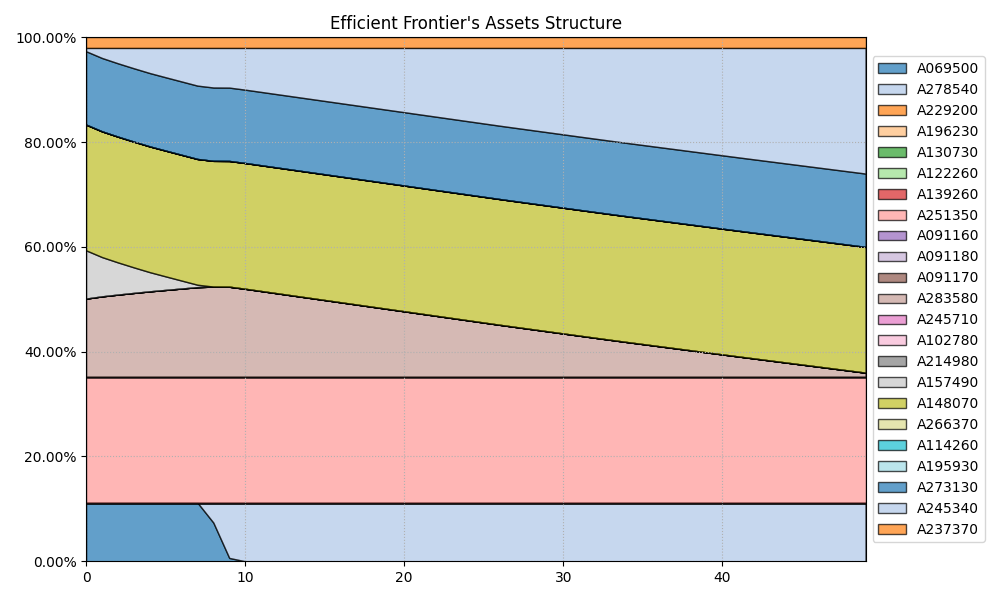 Efficient Frontier's Assets Structure
100.00%
80.00%
60.00%
40.00%
20.00%
0.00%
0
10
20
30
40
A069500
A278540
A229200
A196230
A130730
A122260
A139260
A251350
A091160
A091180
A091170
A283580
A245710
A102780
A214980
A157490
A148070
A266370
A114260
A195930
A273130
A245340
A237370